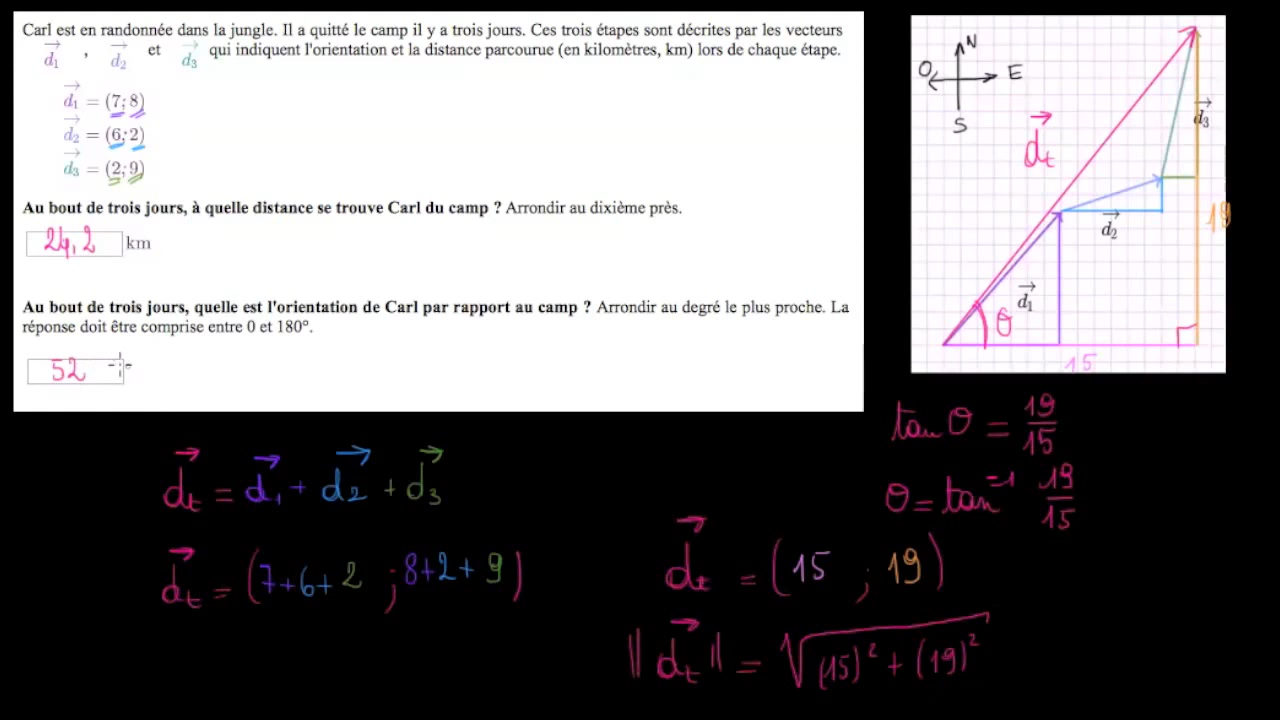 Carl est en randonnée dans la jungle. Il a quitté le camp il y a trois jours. Ces trois étapes sont décrites par les vecteurs
d₁ , d₂ et d₃ qui indiquent l'orientation et la distance parcourue (en kilomètres, km) lors de chaque étape.
d₁ = (7; 8)
d₂ = (6; 2)
d₃ = (2; 9)
Au bout de trois jours, à quelle distance se trouve Carl du camp ? Arrondir au dixième près.
24,2 km
Au bout de trois jours, quelle est l'orientation de Carl par rapport au camp ? Arrondir au degré le plus proche. La
réponse doit être comprise entre 0 et 180°.
52 °
N
O E
S
dₜ
d₃
d₂
19
d₁
θ
15
tan θ = 19/15
θ = tan⁻¹ 19/15
dₜ = d₁ + d₂ + d₃
dₜ = (7+6+2 ; 8+2+9)
dₜ = (15 ; 19)
||dₜ|| = √(15)² + (19)²